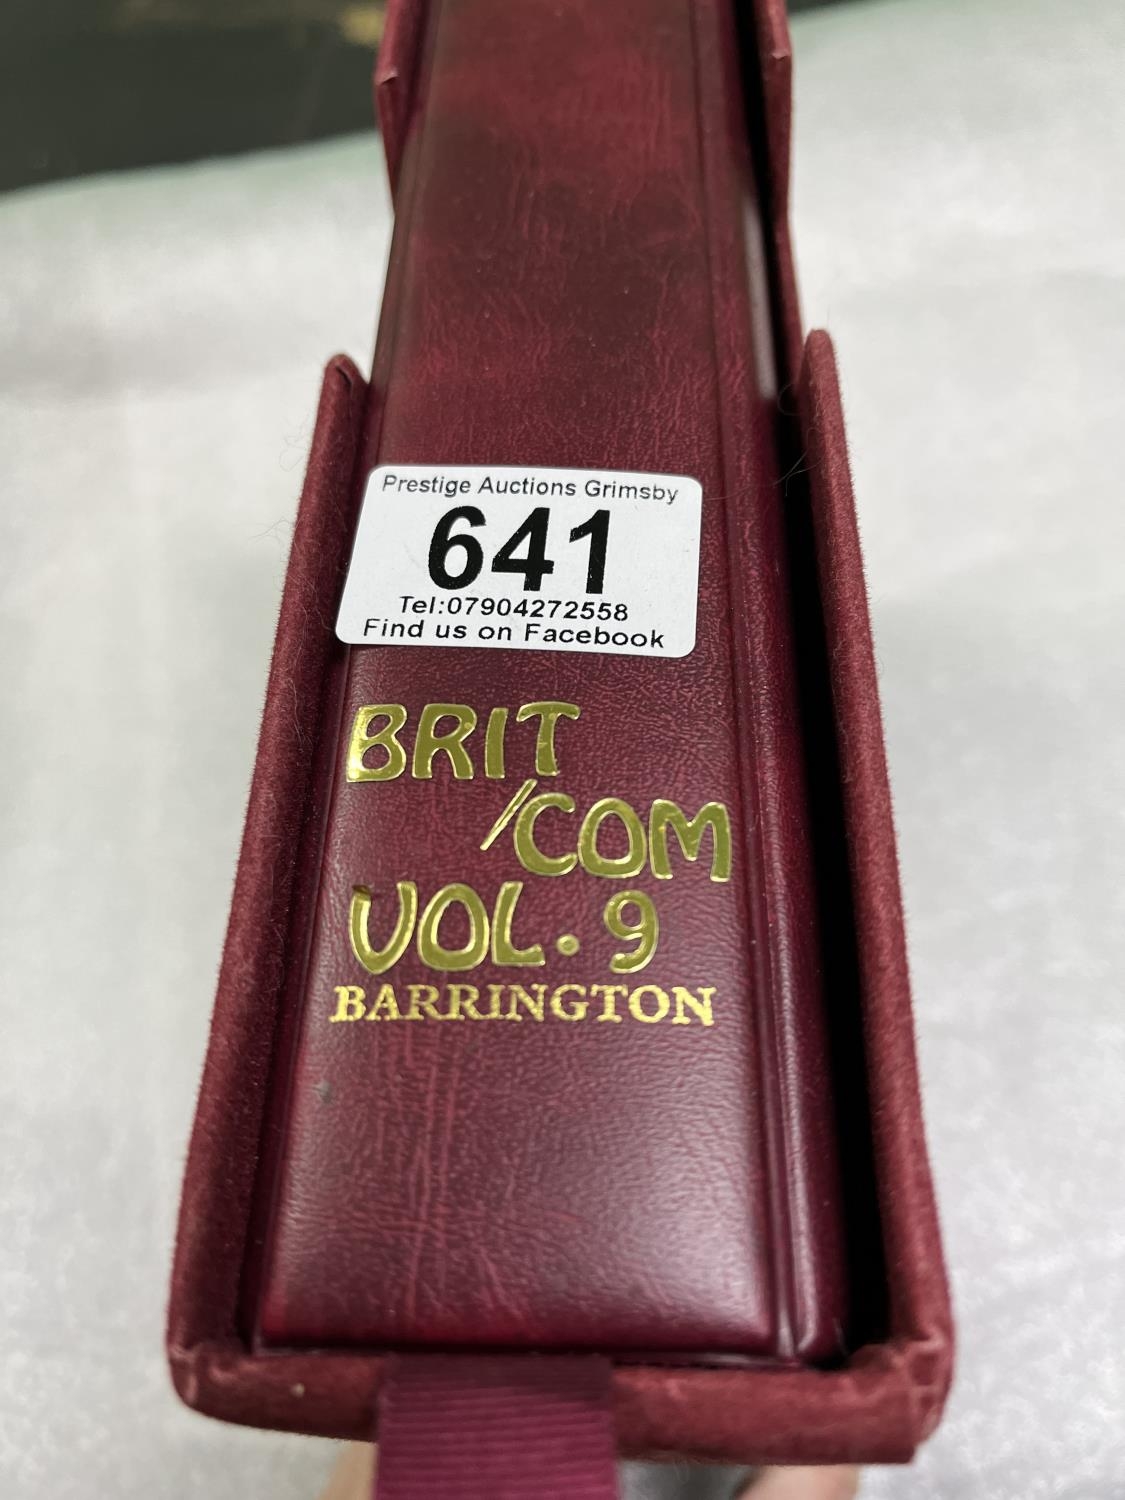 Prestige Auctions Grimsby
641
Tel:07904272558
Find us on Facebook
BRIT
/COM
VOL. 9
BARRINGTON